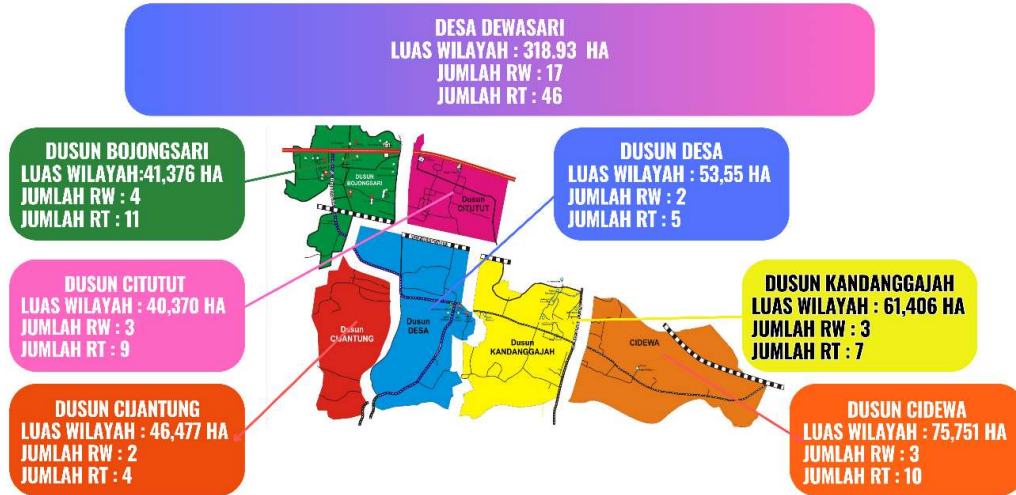 DESA DEWASARI
LUAS WILAYAH : 318.93 HA
JUMLAH RW : 17
JUMLAH RT : 46
DUSUN BOJONGSARI
LUAS WILAYAH:41,376 HA
JUMLAH RW : 4
JUMLAH RT : 11
DUSUN DESA
LUAS WILAYAH : 53,55 HA
JUMLAH RW : 2
JUMLAH RT : 5
DUSUN CITUTUT
LUAS WILAYAH : 40,370 HA
JUMLAH RW : 3
JUMLAH RT : 9
DUSUN KANDANGGAJAH
LUAS WILAYAH : 61,406 HA
JUMLAH RW : 3
JUMLAH RT : 7
DUSUN CIJANTUNG
LUAS WILAYAH : 46,477 HA
JUMLAH RW : 2
JUMLAH RT : 4
DUSUN CIDEWA
LUAS WILAYAH : 75,751 HA
JUMLAH RW : 3
JUMLAH RT : 10
DUSUN
BOJONGSARI
Dusun
CITUTUT
Dusun
CIJANTUNG
Dusun
DESA
Dusun
KANDANGGAJAH
CIDEWA